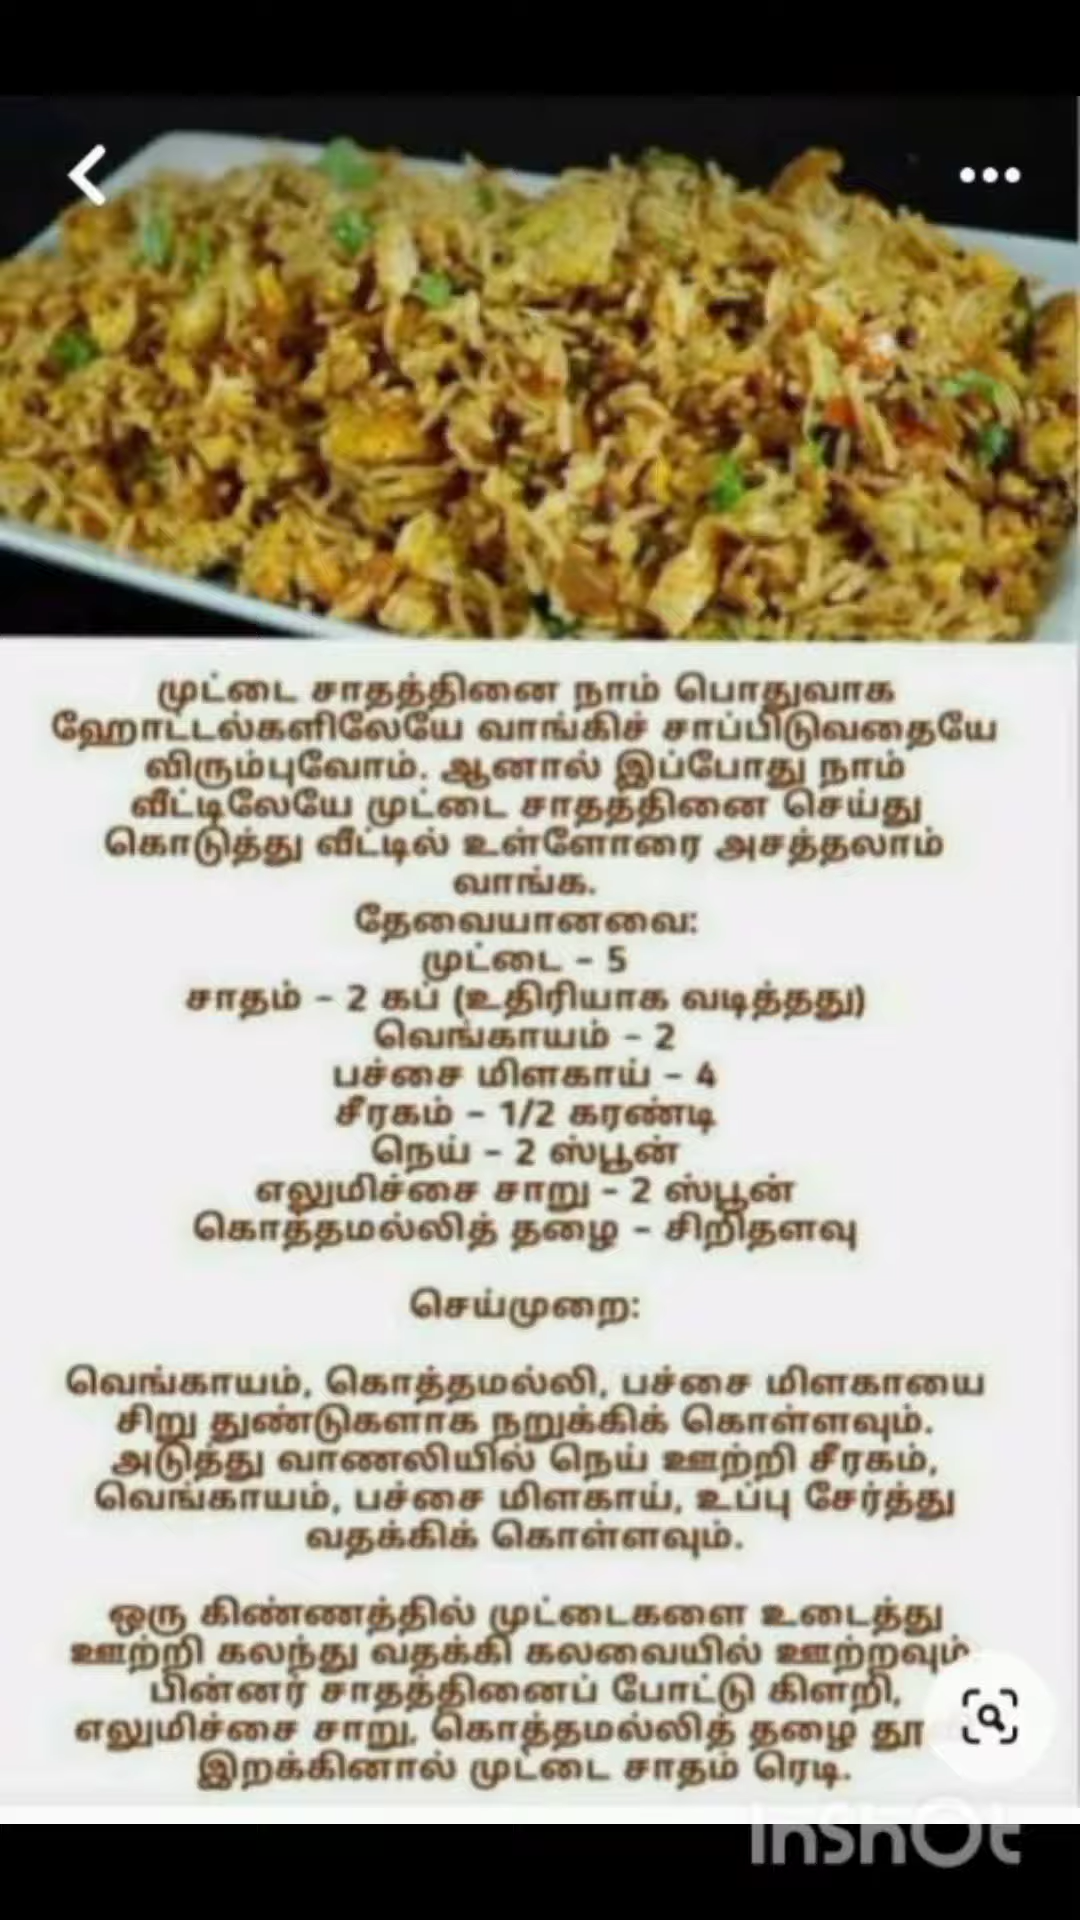 முட்டை சாதத்தினை நாம் பொதுவாக
ஹோட்டல்களிலேயே வாங்கிச் சாப்பிடுவதையே
விரும்புவோம். ஆனால் இப்போது நாம்
வீட்டிலேயே முட்டை சாதத்தினை செய்து
கொடுத்து வீட்டில் உள்ளோரை அசத்தலாம்
வாங்க.
தேவையானவை:
முட்டை – 5
சாதம் – 2 கப் (உதிரியாக வடித்தது)
வெங்காயம் – 2
பச்சை மிளகாய் – 4
சீரகம் – 1/2 கரண்டி
நெய் – 2 ஸ்பூன்
எலுமிச்சை சாறு – 2 ஸ்பூன்
கொத்தமல்லித் தழை – சிறிதளவு
செய்முறை:
வெங்காயம், கொத்தமல்லி, பச்சை மிளகாயை
சிறு துண்டுகளாக நறுக்கிக் கொள்ளவும்.
அடுத்து வாணலியில் நெய் ஊற்றி சீரகம்,
வெங்காயம், பச்சை மிளகாய், உப்பு சேர்த்து
வதக்கிக் கொள்ளவும்.
ஒரு கிண்ணத்தில் முட்டைகளை உடைத்து
ஊற்றி கலந்து வதக்கி கலவையில் ஊற்றவும்
பின்னர் சாதத்தினைப் போட்டு கிளறி,
எலுமிச்சை சாறு, கொத்தமல்லித் தழை
இறக்கினால் முட்டை சாதம் ரெடி.
InShOt